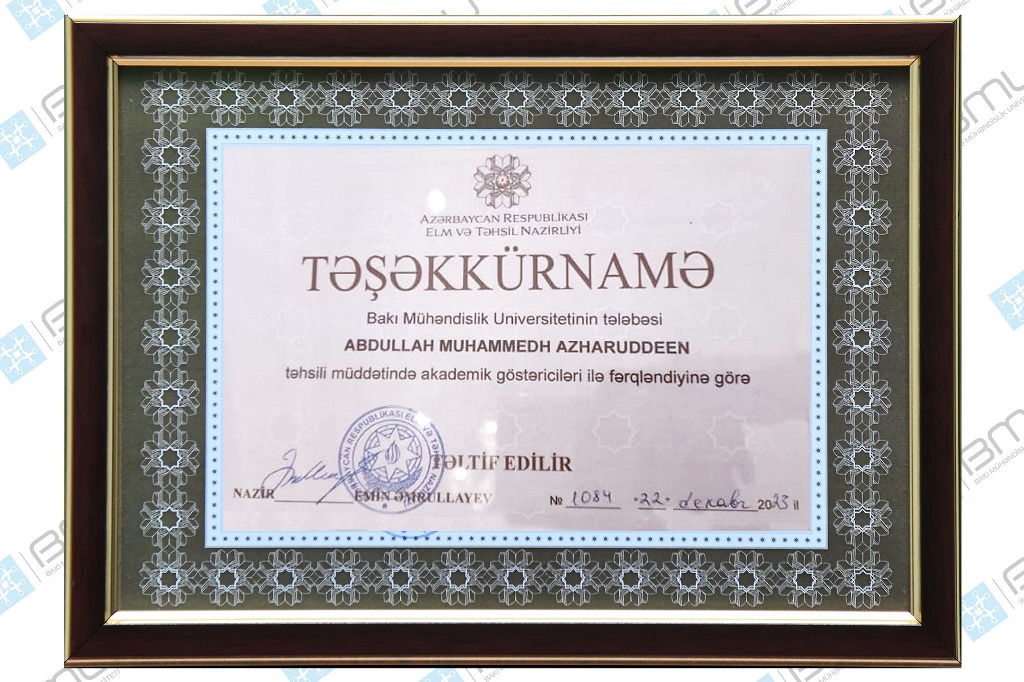 AZƏRBAYCAN RESPUBLİKASI
ELM VƏ TƏHSİL NAZİRLİYİ
TƏŞƏKKÜRNAMƏ
Bakı Mühəndislik Universitetinin tələbəsi
ABDULLAH MUHAMMEDH AZHARUDDEEN
təhsili müddətində akademik göstəriciləri ilə fərqləndiyinə görə
TƏLTİF EDİLİR
NAZİR EMİN ƏMRULLAYEV
№ 1084 "22" декабr 2023 il